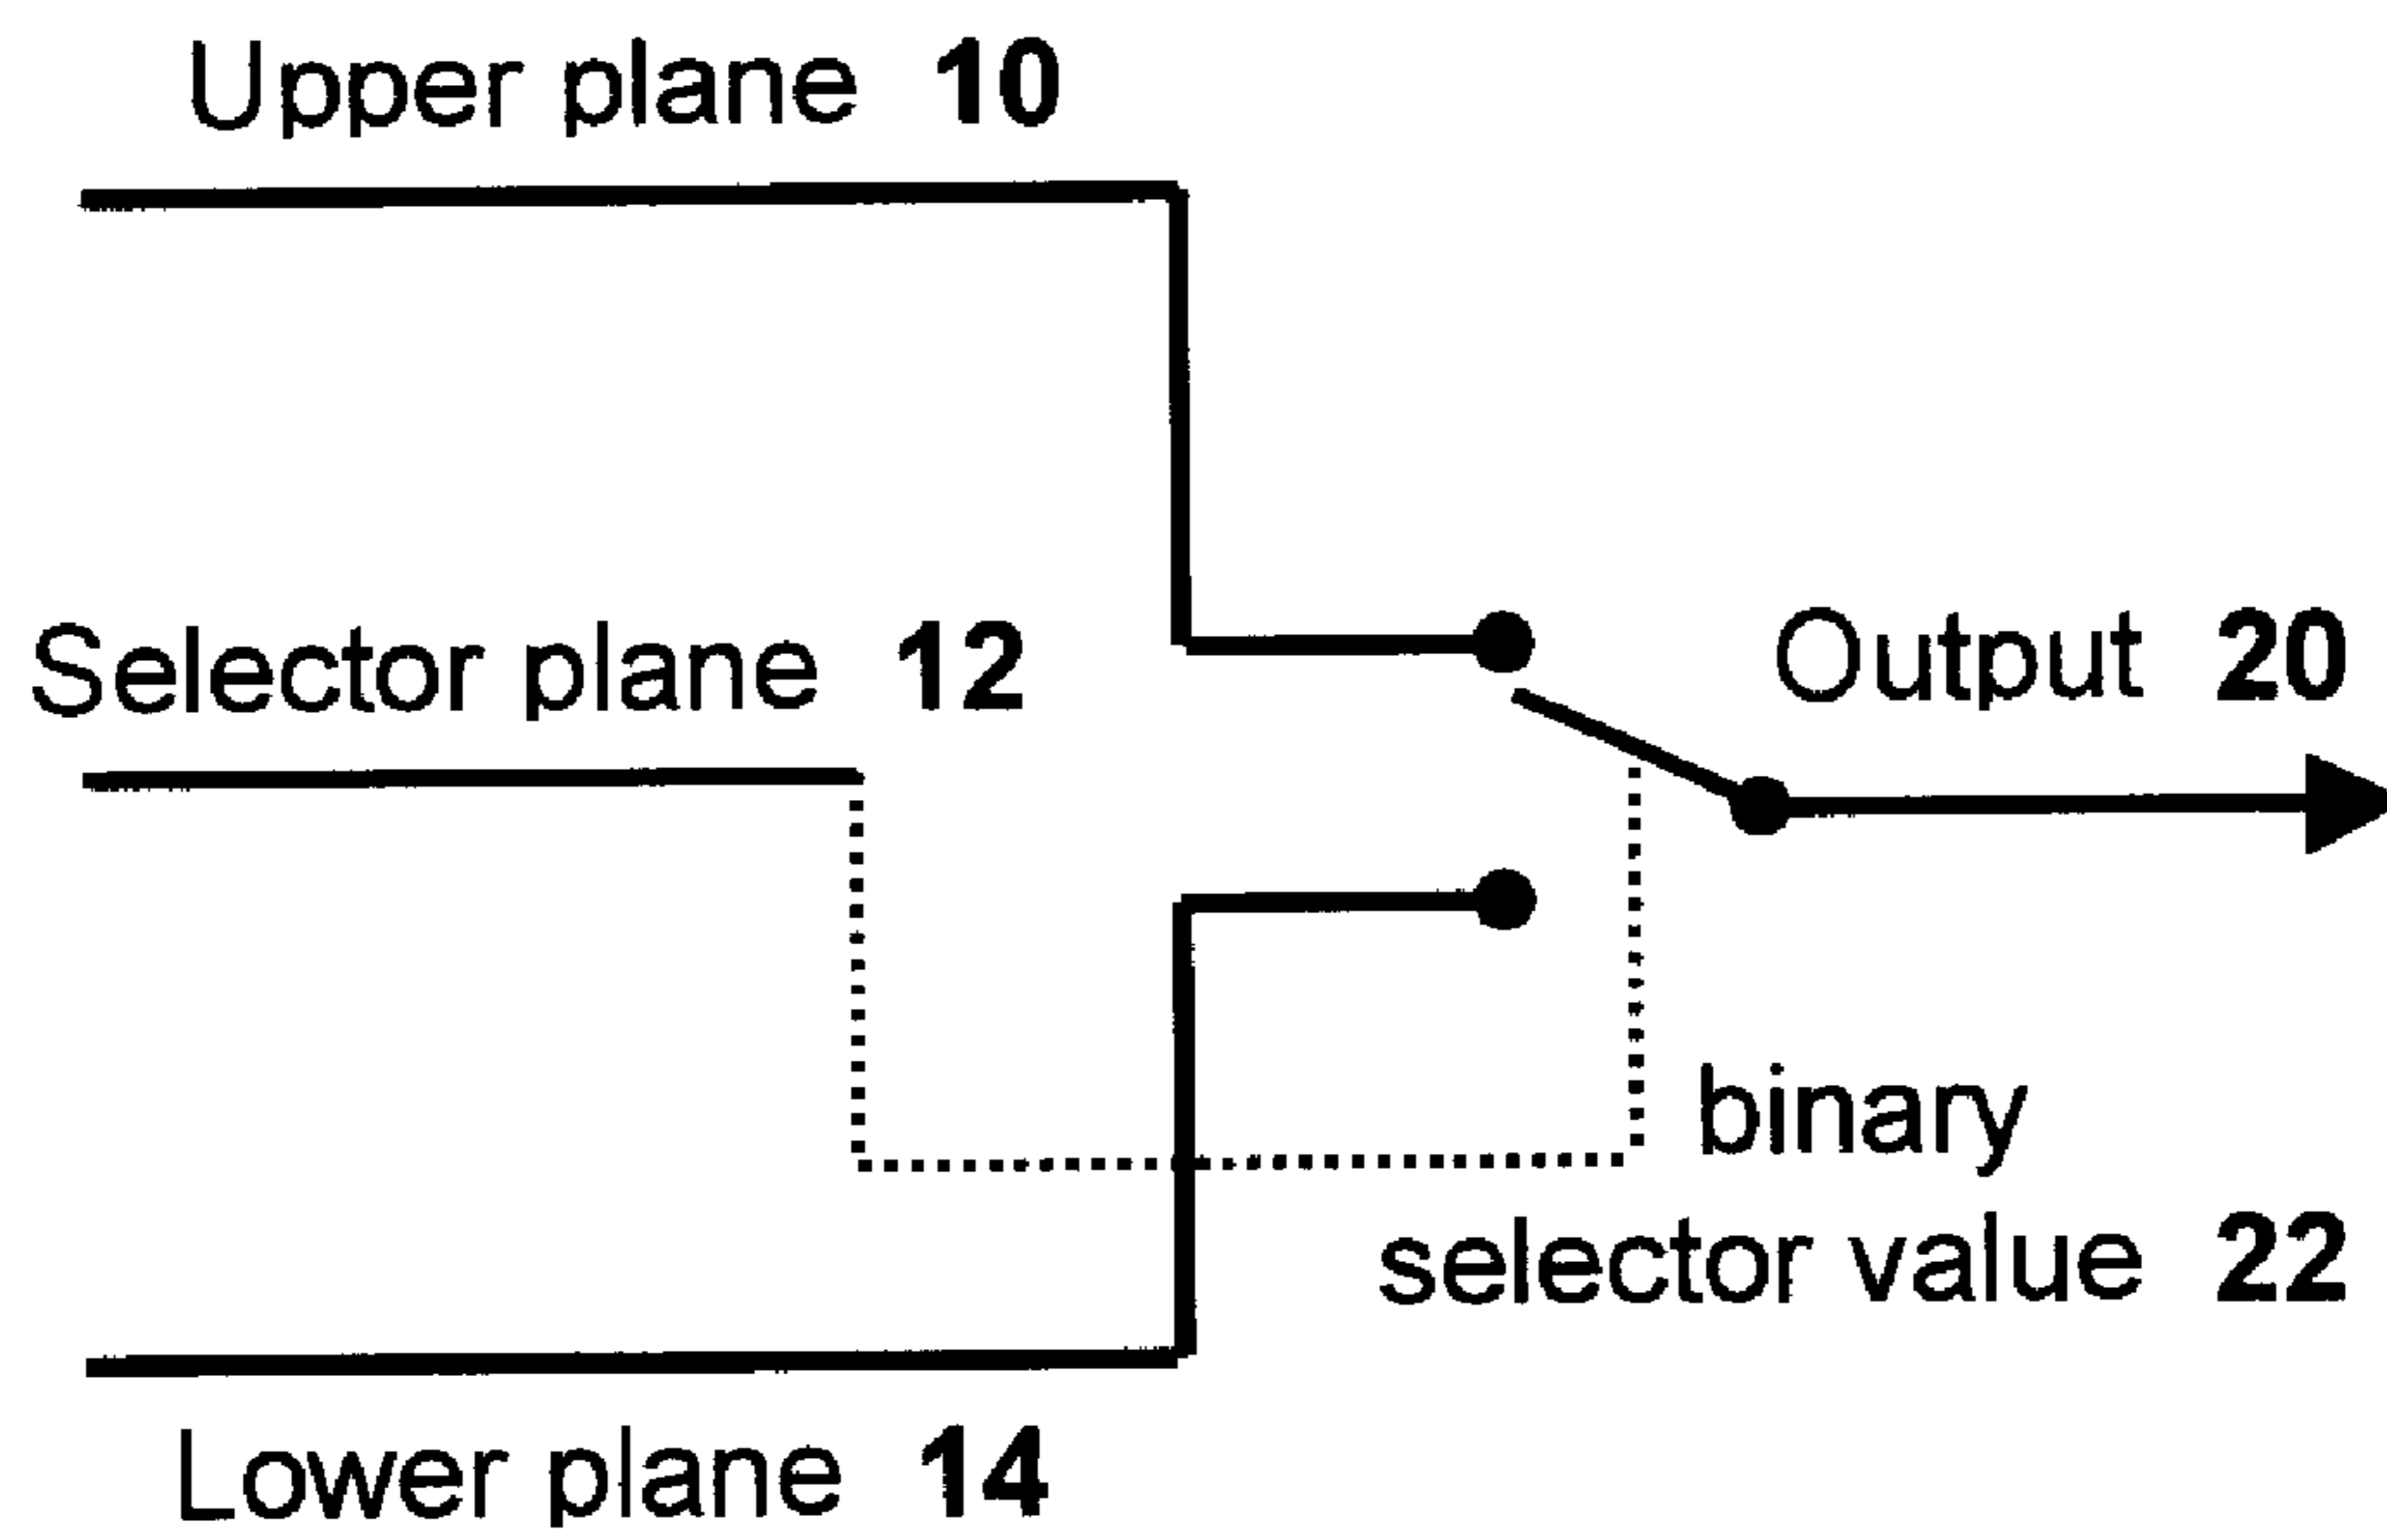 Upper plane 10
Selector plane 12
Output 20
binary
selector value 22
Lower plane 14